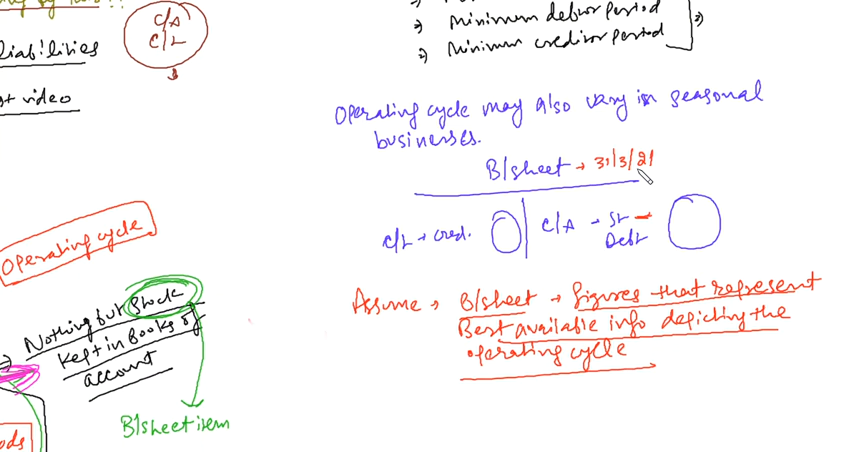 C/A
C/L
liabilities
video
Operating cycle
Nothing but Stock
kept in Books of
account
B/sheet item
ods
⇒ Minimum debtor period
⇒ Minimum creditor period
Operating cycle may also vary in seasonal
businesses.
B/sheet → 31/3/21
C/L → cred.
C/A → St
Debt
Assume → B/sheet → figures that represent
Best available info depicting the
operating cycle